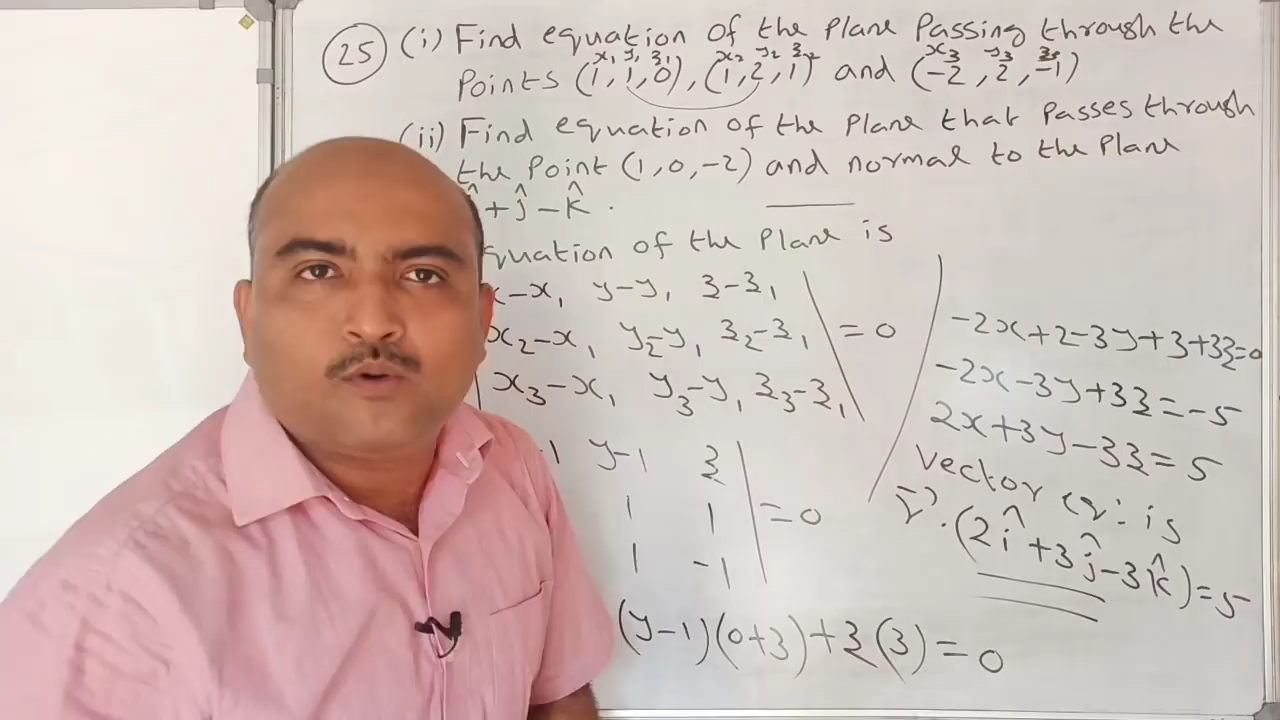 25 (i) Find equation of the Plane Passing through the
x₁ y₁ z₁ x₂ y₂ z₂ x₃ y₃ z₃
Points (1, 1, 0), (1, 2, 1) and (-2, 2, -1)
(ii) Find equation of the Plane that Passes through
the Point (1, 0, -2) and normal to the Plane
+ ĵ - k̂ .
quation of the Plane is
x-x₁ y-y₁ z-z₁
x₂-x₁ y₂-y₁ z₂-z₁ = 0
x₃-x₁ y₃-y₁ z₃-z₁
-1 y-1 z
1 1 = 0
1 -1
(y-1)(0+3)+z(3)=0
-2x+2-3y+3+3z=0
-2x-3y+3z=-5
2x+3y-3z=5
Vector eq: is
r⃗.(2î+3ĵ-3k̂)=5